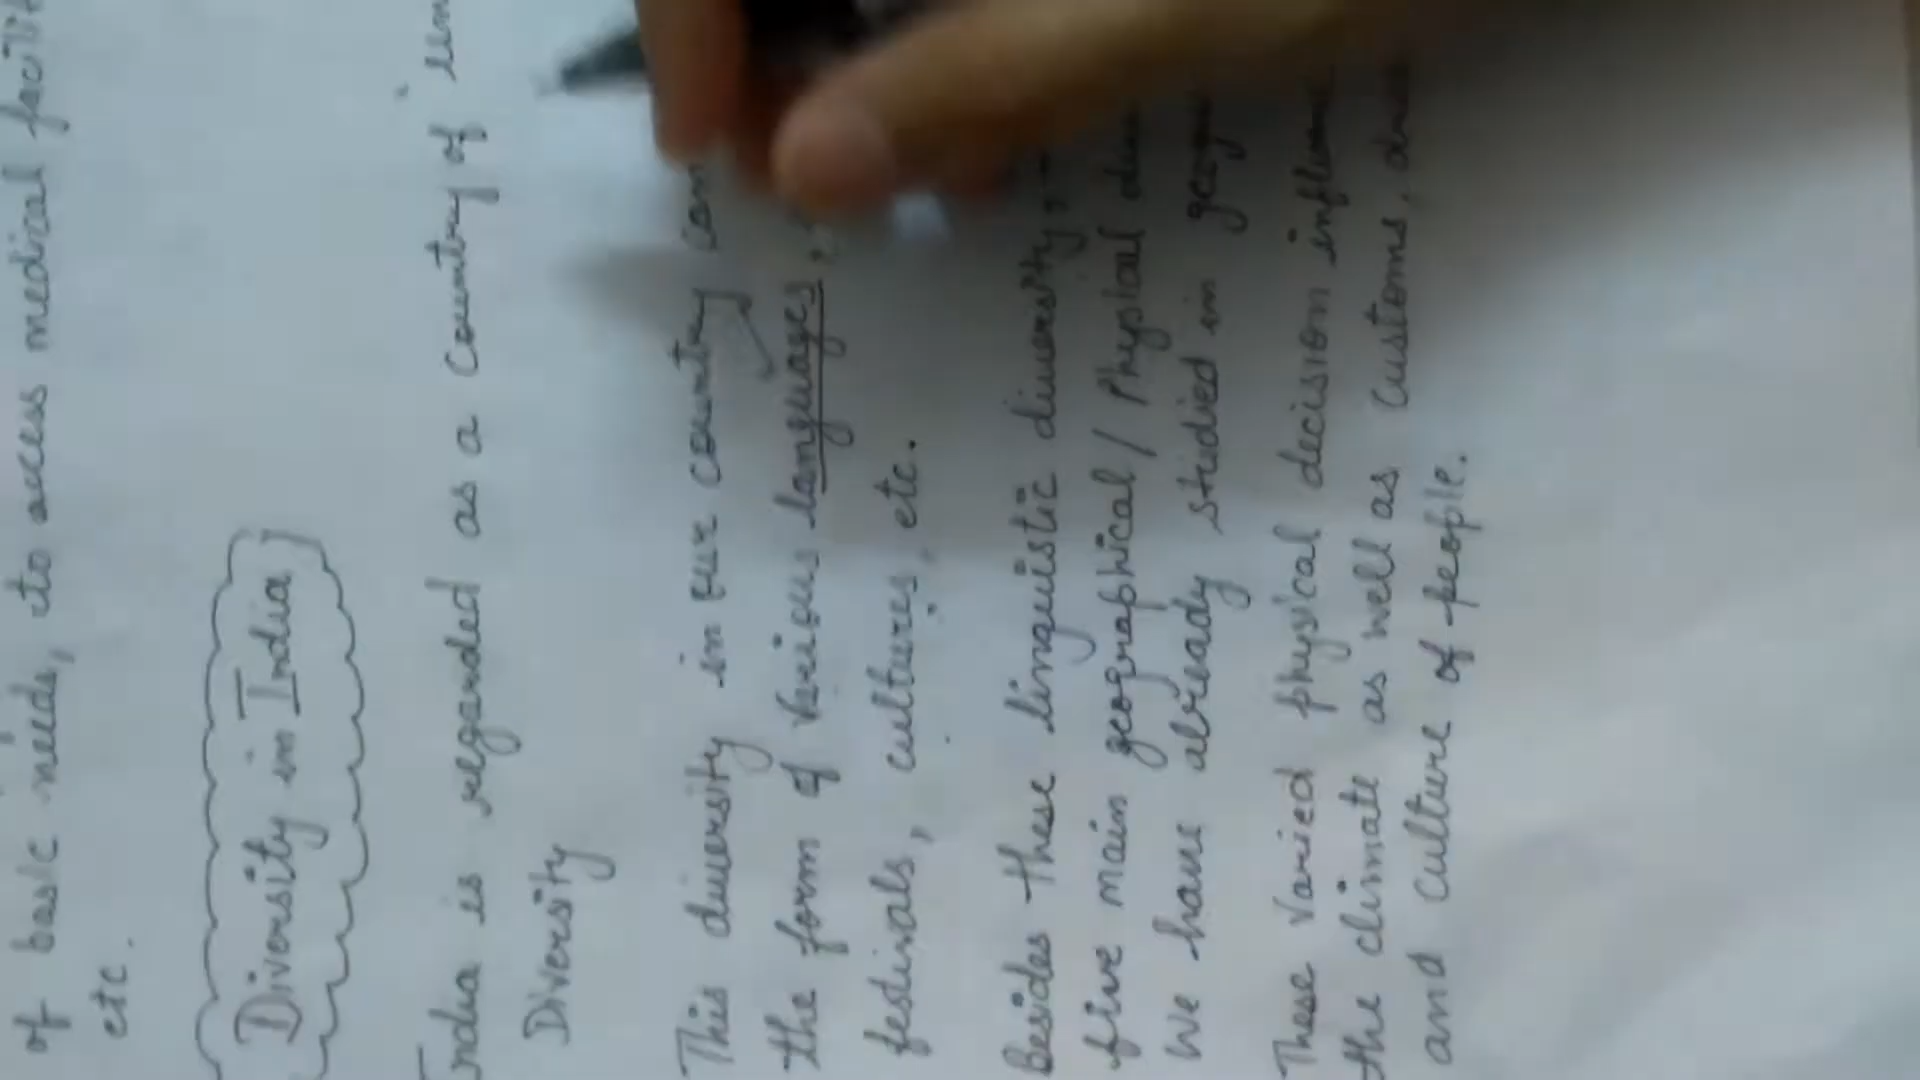 of basic needs, to access medical facilit
etc.
Diversity in India
India is regarded as a country of
Diversity
This diversity in our country can
the form of various languages,
festivals, cultures, etc.
Besides these linguistic diversity
five main geographical/Physical
We have already studied in
These varied physical decision
the climate as well as customs,
and culture of people.